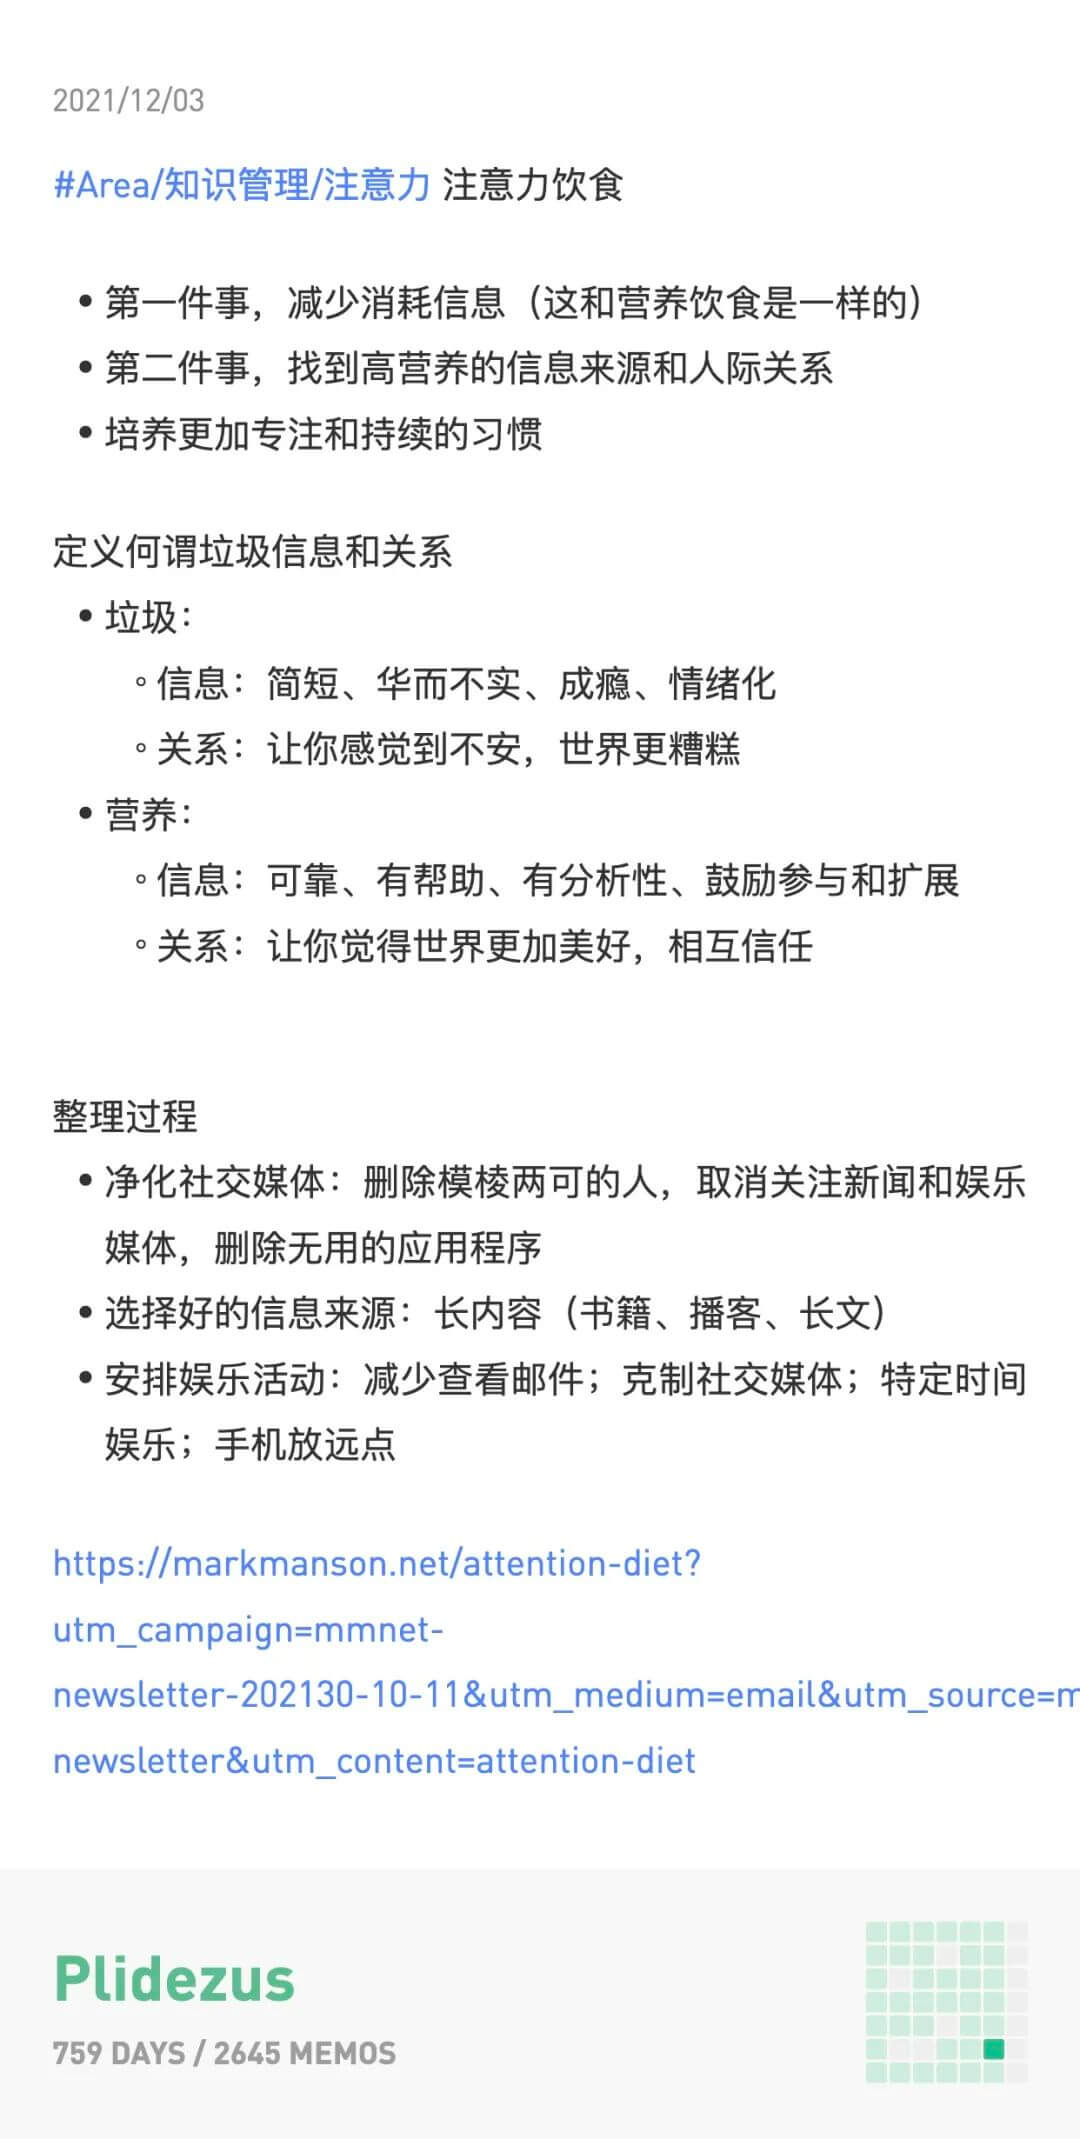 2021/12/03
#Area/知识管理/注意力 注意力饮食
• 第一件事，减少消耗信息（这和营养饮食是一样的）
• 第二件事，找到高营养的信息来源和人际关系
• 培养更加专注和持续的习惯
定义何谓垃圾信息和关系
• 垃圾：
◦ 信息：简短、华而不实、成瘾、情绪化
◦ 关系：让你感觉到不安，世界更糟糕
• 营养：
◦ 信息：可靠、有帮助、有分析性、鼓励参与和扩展
◦ 关系：让你觉得世界更加美好，相互信任
整理过程
• 净化社交媒体：删除模棱两可的人，取消关注新闻和娱乐
媒体，删除无用的应用程序
• 选择好的信息来源：长内容（书籍、播客、长文）
• 安排娱乐活动：减少查看邮件；克制社交媒体；特定时间
娱乐；手机放远点
https://markmanson.net/attention-diet?
utm_campaign=mmnet-
newsletter-202130-10-11&utm_medium=email&utm_source=m
newsletter&utm_content=attention-diet
Plidezus
759 DAYS / 2645 MEMOS